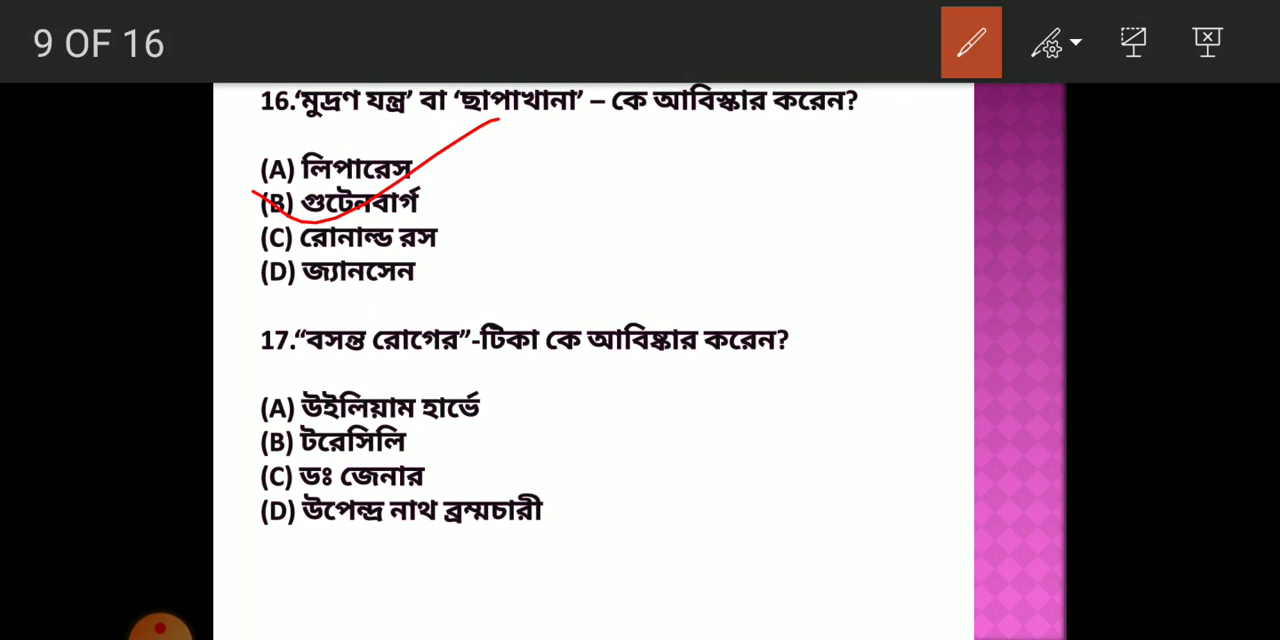 9 OF 16
16.‘মুদ্রণ যন্ত্র’ বা ‘ছাপাখানা’ – কে আবিস্কার করেন?
(A) লিপারেস
(B) গুটেনবার্গ
(C) রোনাল্ড রস
(D) জ্যানসেন
17.“বসন্ত রোগের”-টিকা কে আবিষ্কার করেন?
(A) উইলিয়াম হার্ভে
(B) টরেসিলি
(C) ডঃ জেনার
(D) উপেন্দ্র নাথ ব্রম্মচারী